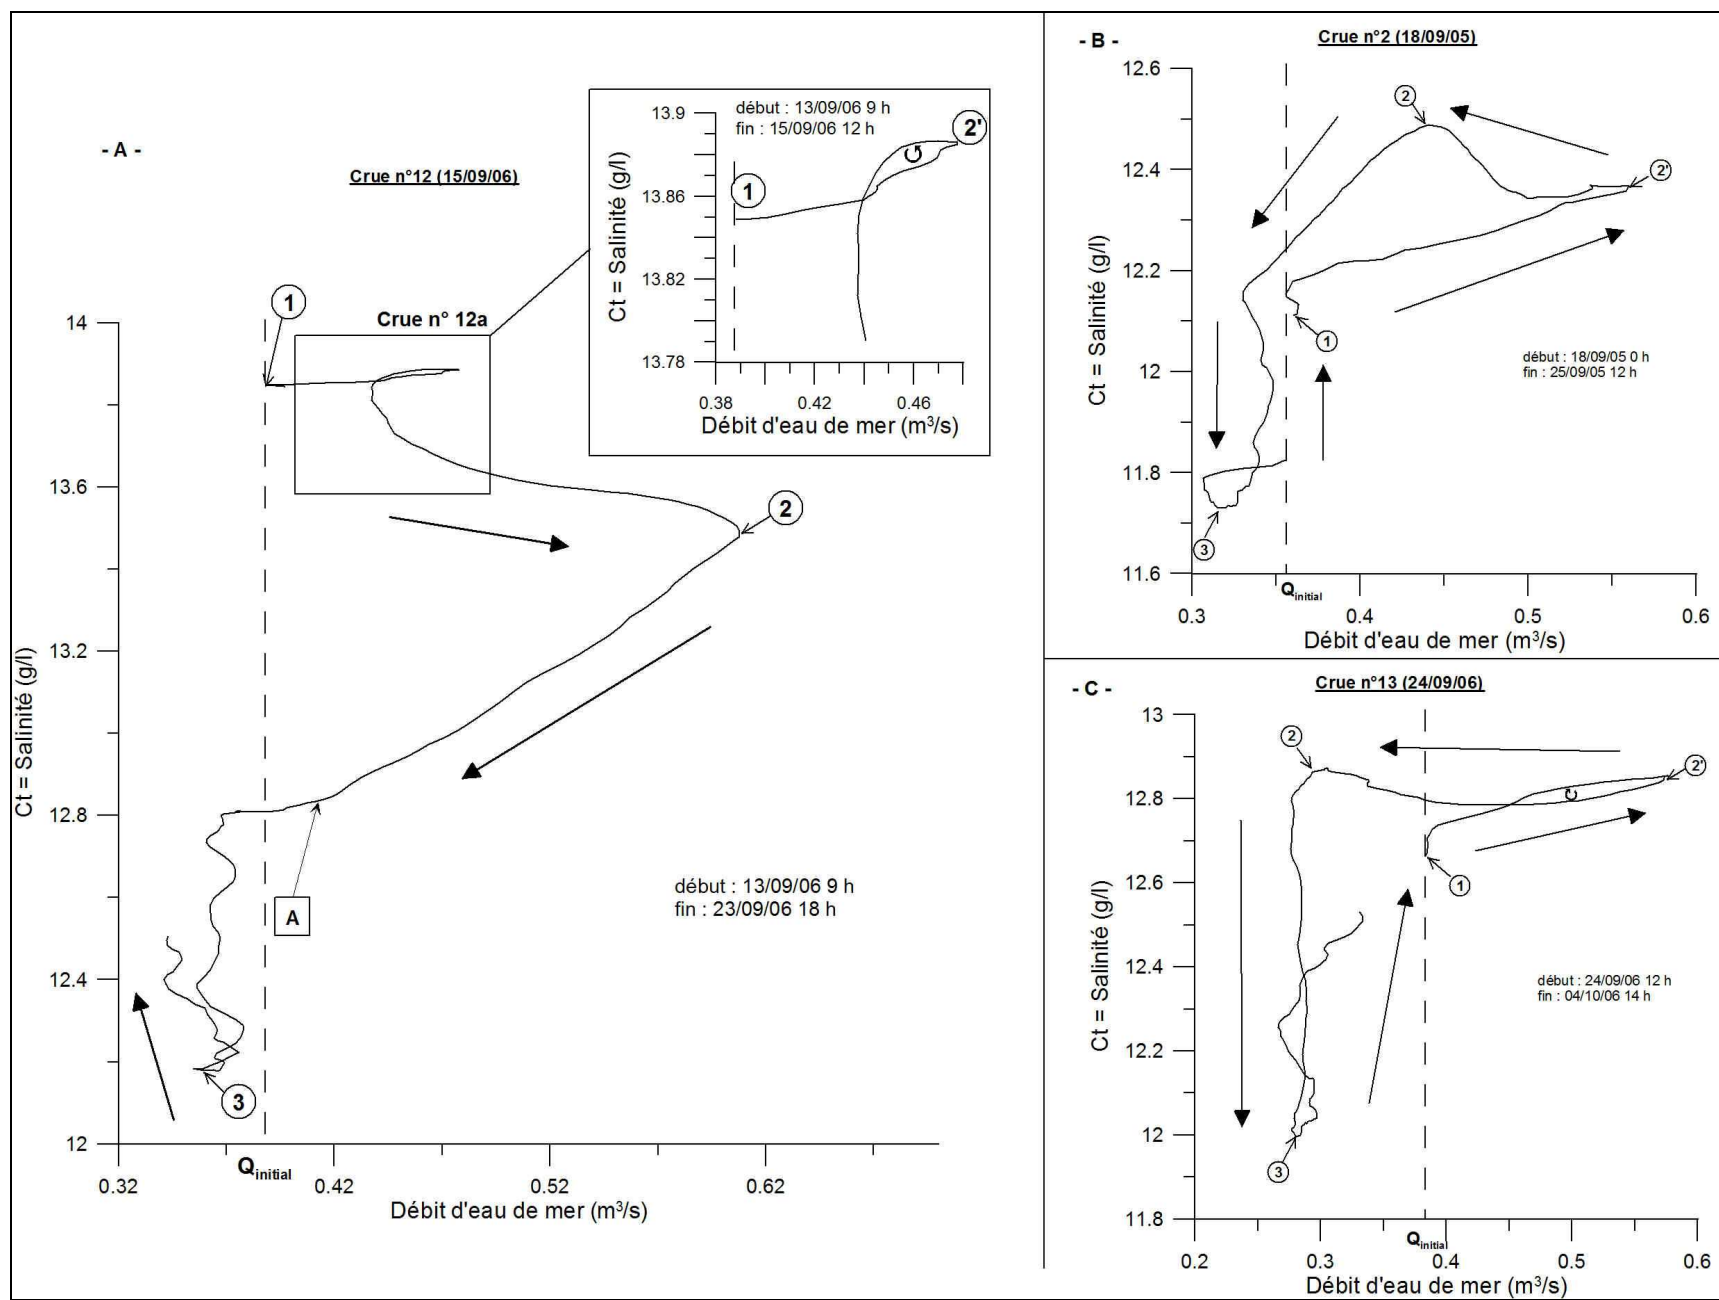 - A -
Crue n°12 (15/09/06)
début : 13/09/06 9 h
fin : 15/09/06 12 h
13.9
13.86
13.82
13.78
Ct = Salinité (g/l)
1
2'
0.38
0.42
0.46
Débit d'eau de mer (m³/s)
1
Crue n° 12a
14
13.6
13.2
12.8
12.4
12
Ct = Salinité (g/l)
2
A
3
début : 13/09/06 9 h
fin : 23/09/06 18 h
Qinitial
0.32
0.42
0.52
0.62
Débit d'eau de mer (m³/s)
- B -
Crue n°2 (18/09/05)
12.6
12.4
12.2
12
11.8
11.6
Ct = Salinité (g/l)
2
2'
1
3
début : 18/09/05 0 h
fin : 25/09/05 12 h
Qinitial
0.3
0.4
0.5
0.6
Débit d'eau de mer (m³/s)
- C -
Crue n°13 (24/09/06)
13
12.8
12.6
12.4
12.2
12
11.8
Ct = Salinité (g/l)
2
2'
1
3
début : 24/09/06 12 h
fin : 04/10/06 14 h
Qinitial
0.2
0.3
0.4
0.5
0.6
Débit d'eau de mer (m³/s)